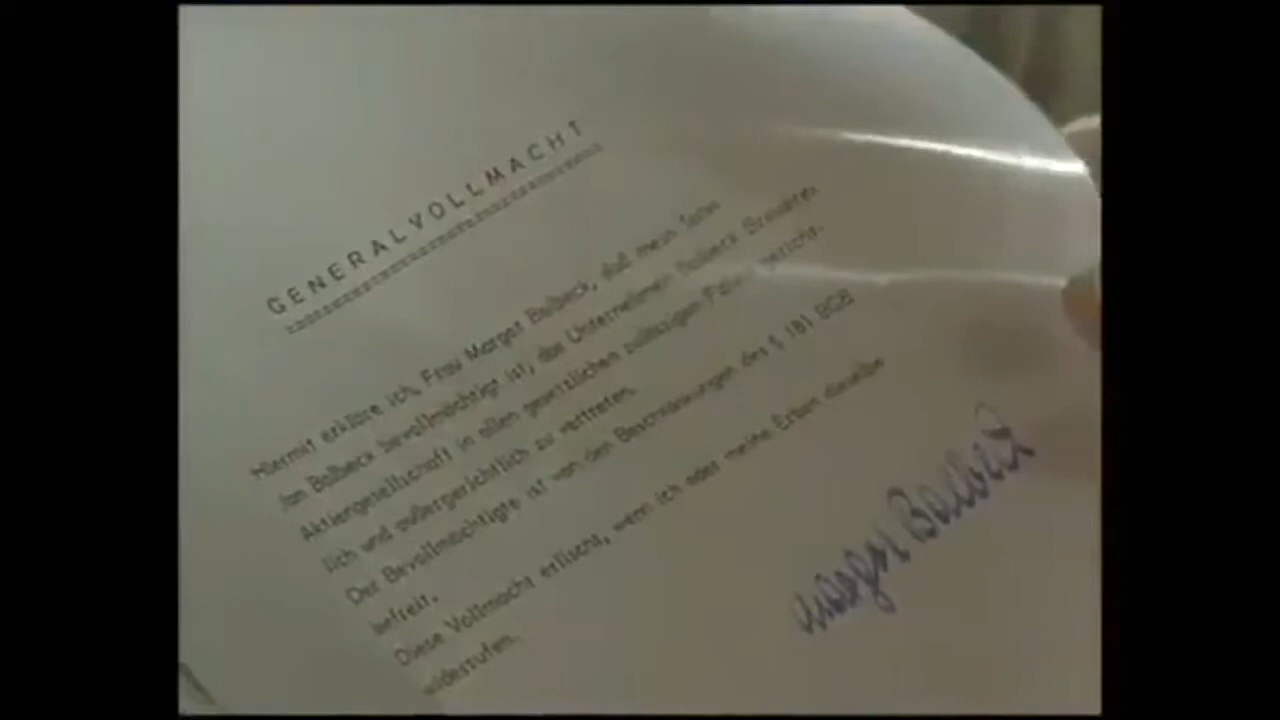 GENERALVOLLMACHT
Hiermit erkläre ich, Frau Margot Balbeck, daß mein Sohn
Jan Balbeck bevollmächtigt ist, das Unternehmen Balbeck Brauerei
Aktiengesellschaft in allen gesetzlichen zulässigen gericht-
lich und außergerichtlich zu vertreten.
Der Bevollmächtigte ist von den Beschränkungen des § 181 BGB
befreit.
Diese Vollmacht erlischt, wenn ich oder meine Erben dieselbe
widerrufen.
Margot Balbeck